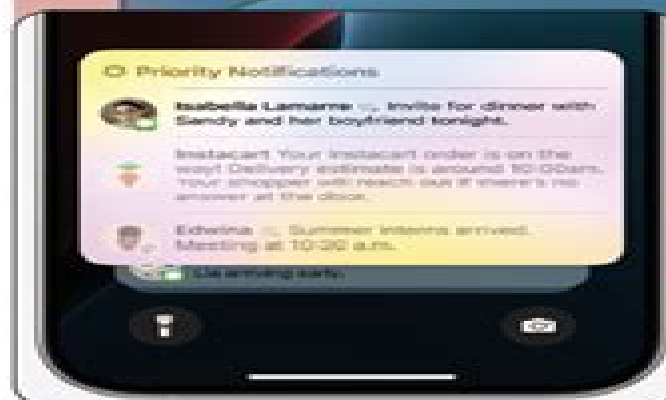 Priority Notifications
Isabella Lamarre Invite for dinner with
Sandy and her boyfriend tonight.
Instacart Your Instacart order is on the
way! Delivery estimate is around 10:00am.
Your shopper will reach out if there's no
answer at the door.
Edwina Summer interns arrived.
Meeting at 10:20 a.m.
arriving early.